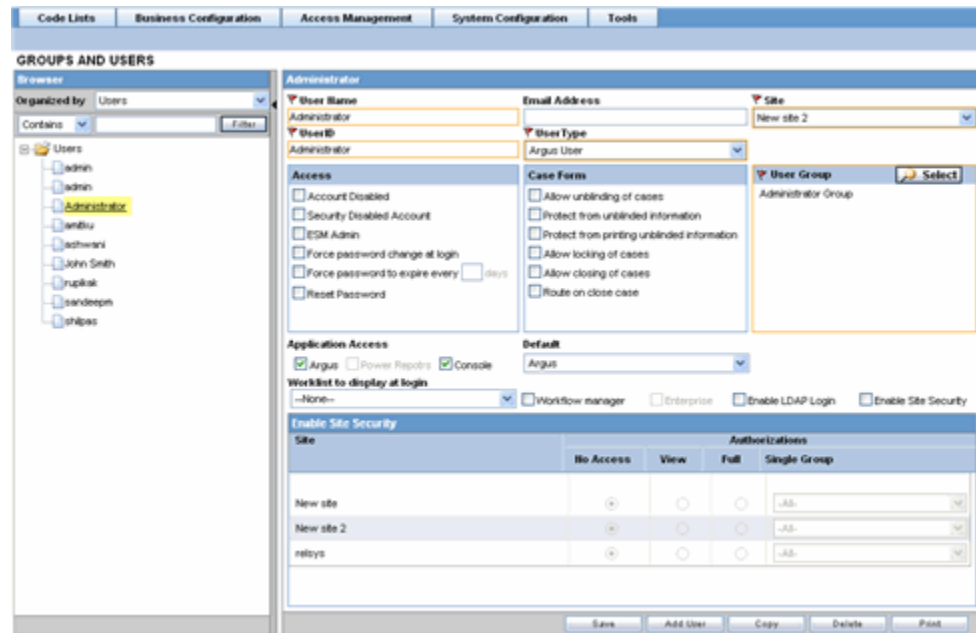 Code Lists Business Configuration Access Management System Configuration Tools
GROUPS AND USERS
Browser
Organized by Users
Contains Filter
Users
admin
admin
Administrator
amitku
ashwani
John Smith
rupikak
sandeepm
shilpas
Administrator
User Name Email Address Site
Administrator New site 2
UserID UserType
Administrator Argus User
Access Case Form User Group Select
Account Disabled Allow unblinding of cases Administrator Group
Security Disabled Account Protect from unblinded information
ESM Admin Protect from printing unblinded information
Force password change at login Allow locking of cases
Force password to expire every days Allow closing of cases
Reset Password Route on close case
Application Access Default
Argus Power Repotrs Console Argus
Worklist to display at login
--None-- Workflow manager Enterprise Enable LDAP Login Enable Site Security
Enable Site Security
Site Authorizations
No Access View Full Single Group
New site -All-
New site 2 -All-
relsys -All-
Save Add User Copy Delete Print